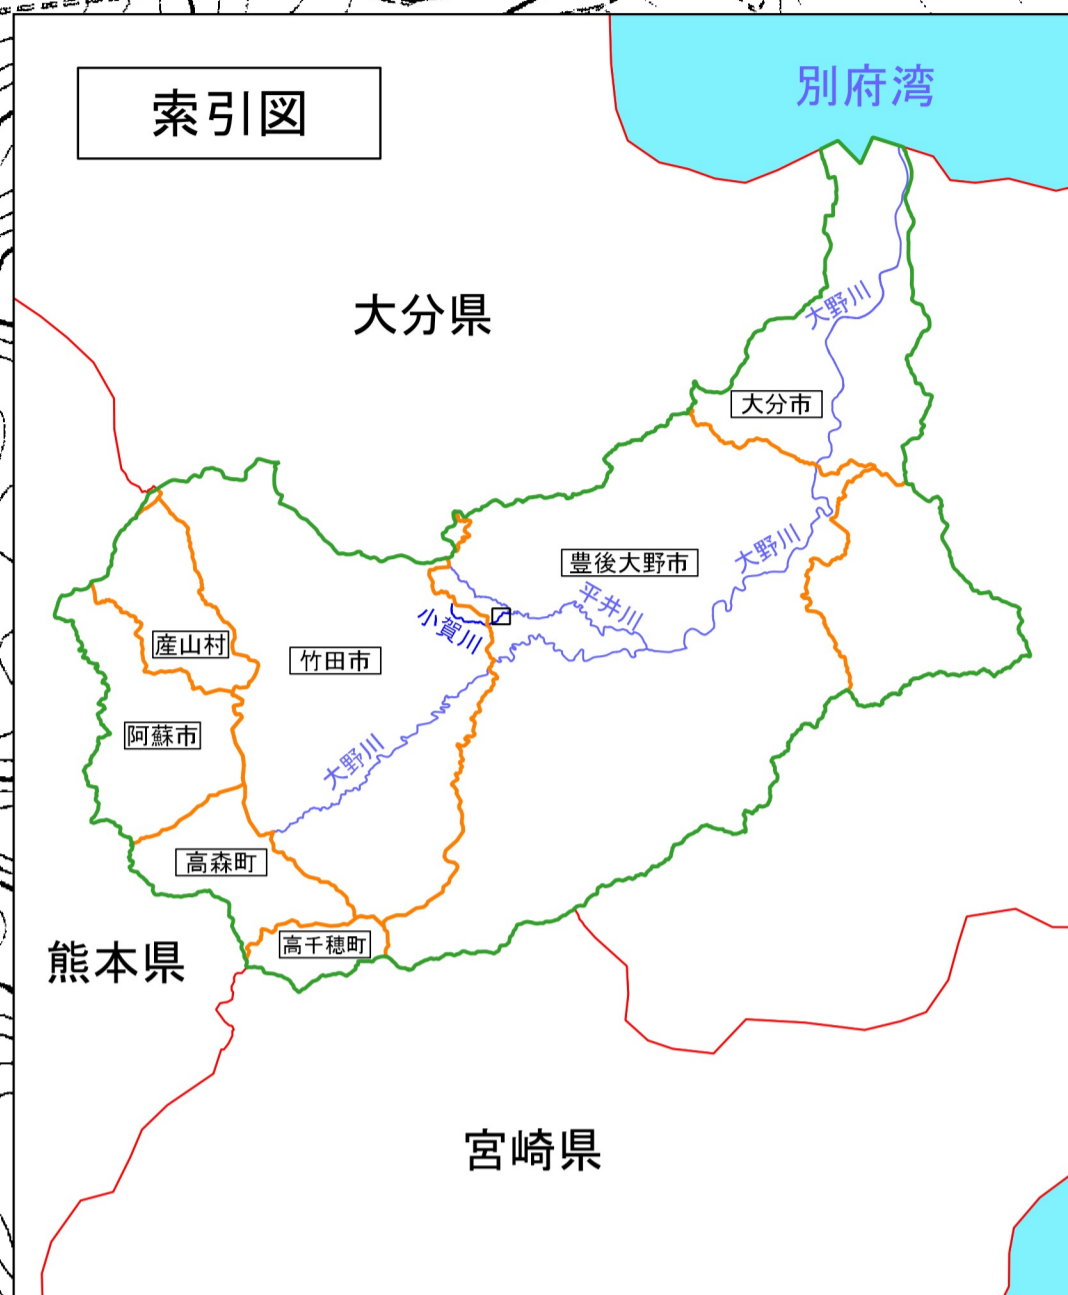 別府湾
索引図
大分県
大野川
大分市
大野川
豊後大野市
平井川
小賀川
産山村
竹田市
阿蘇市
大野川
高森町
高千穂町
熊本県
宮崎県